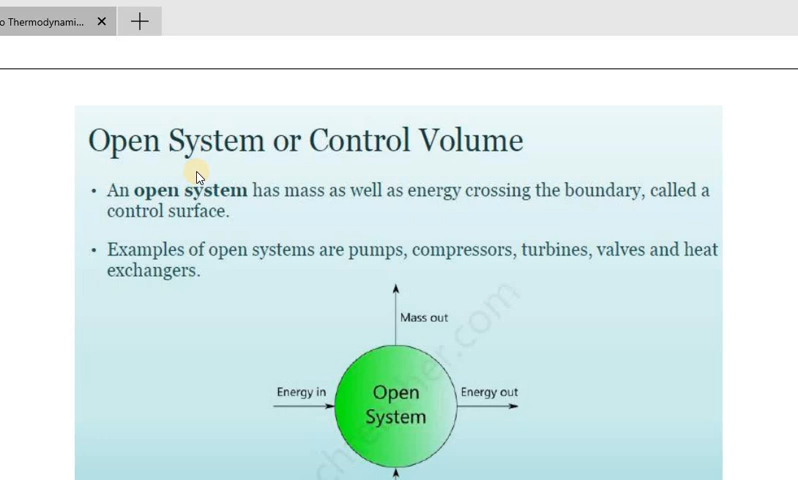 o Thermodynami...
Open System or Control Volume
• An open system has mass as well as energy crossing the boundary, called a
control surface.
• Examples of open systems are pumps, compressors, turbines, valves and heat
exchangers.
Mass out
Energy in
Open
System
Energy out